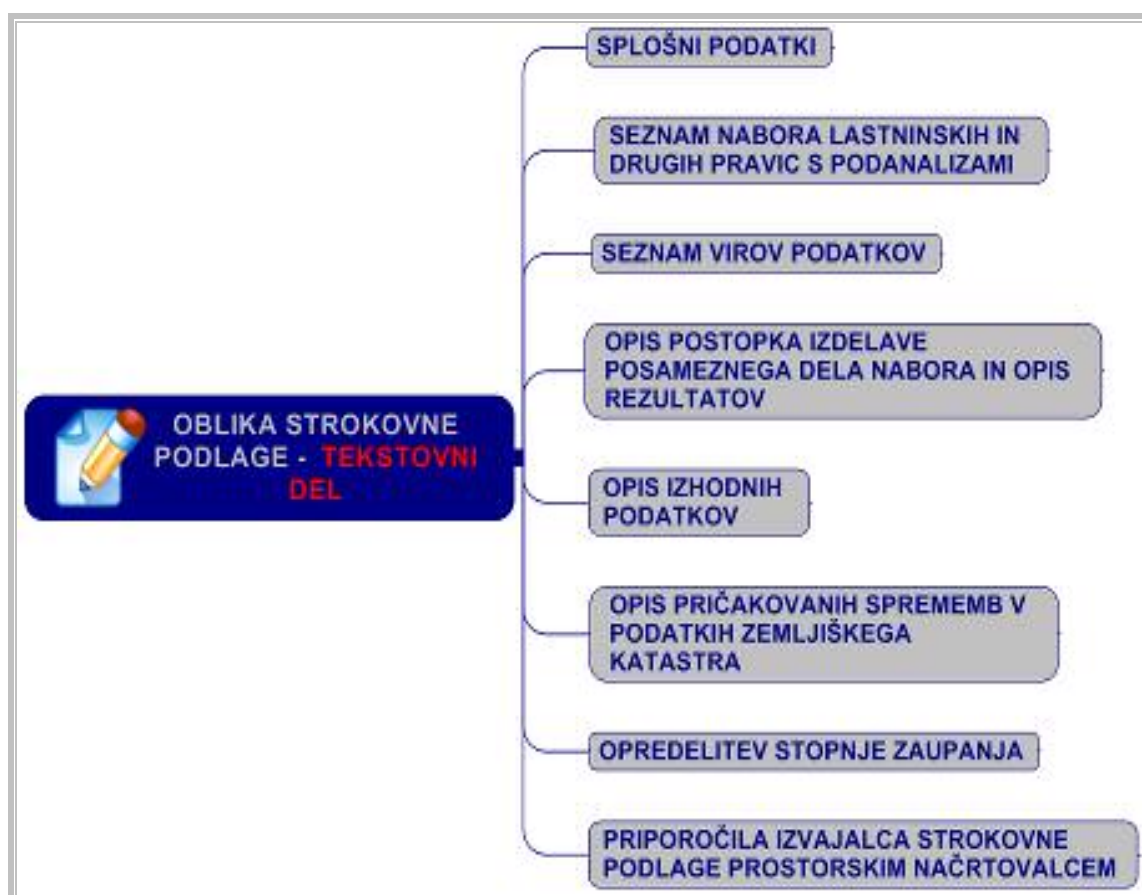 SPLOŠNI PODATKI
SEZNAM NABORA LASTNINSKIH IN
DRUGIH PRAVIC S PODANALIZAMI
SEZNAM VIROV PODATKOV
OPIS POSTOPKA IZDELAVE
POSAMEZNEGA DELA NABORA IN OPIS
REZULTATOV
OBLIKA STROKOVNE
PODLAGE - TEKSTOVNI
DEL
OPIS IZHODNIH
PODATKOV
OPIS PRIČAKOVANIH SPREMEMB V
PODATKIH ZEMLJIŠKEGA
KATASTRA
OPREDELITEV STOPNJE ZAUPANJA
PRIPOROČILA IZVAJALCA STROKOVNE
PODLAGE PROSTORSKIM NAČRTOVALCEM